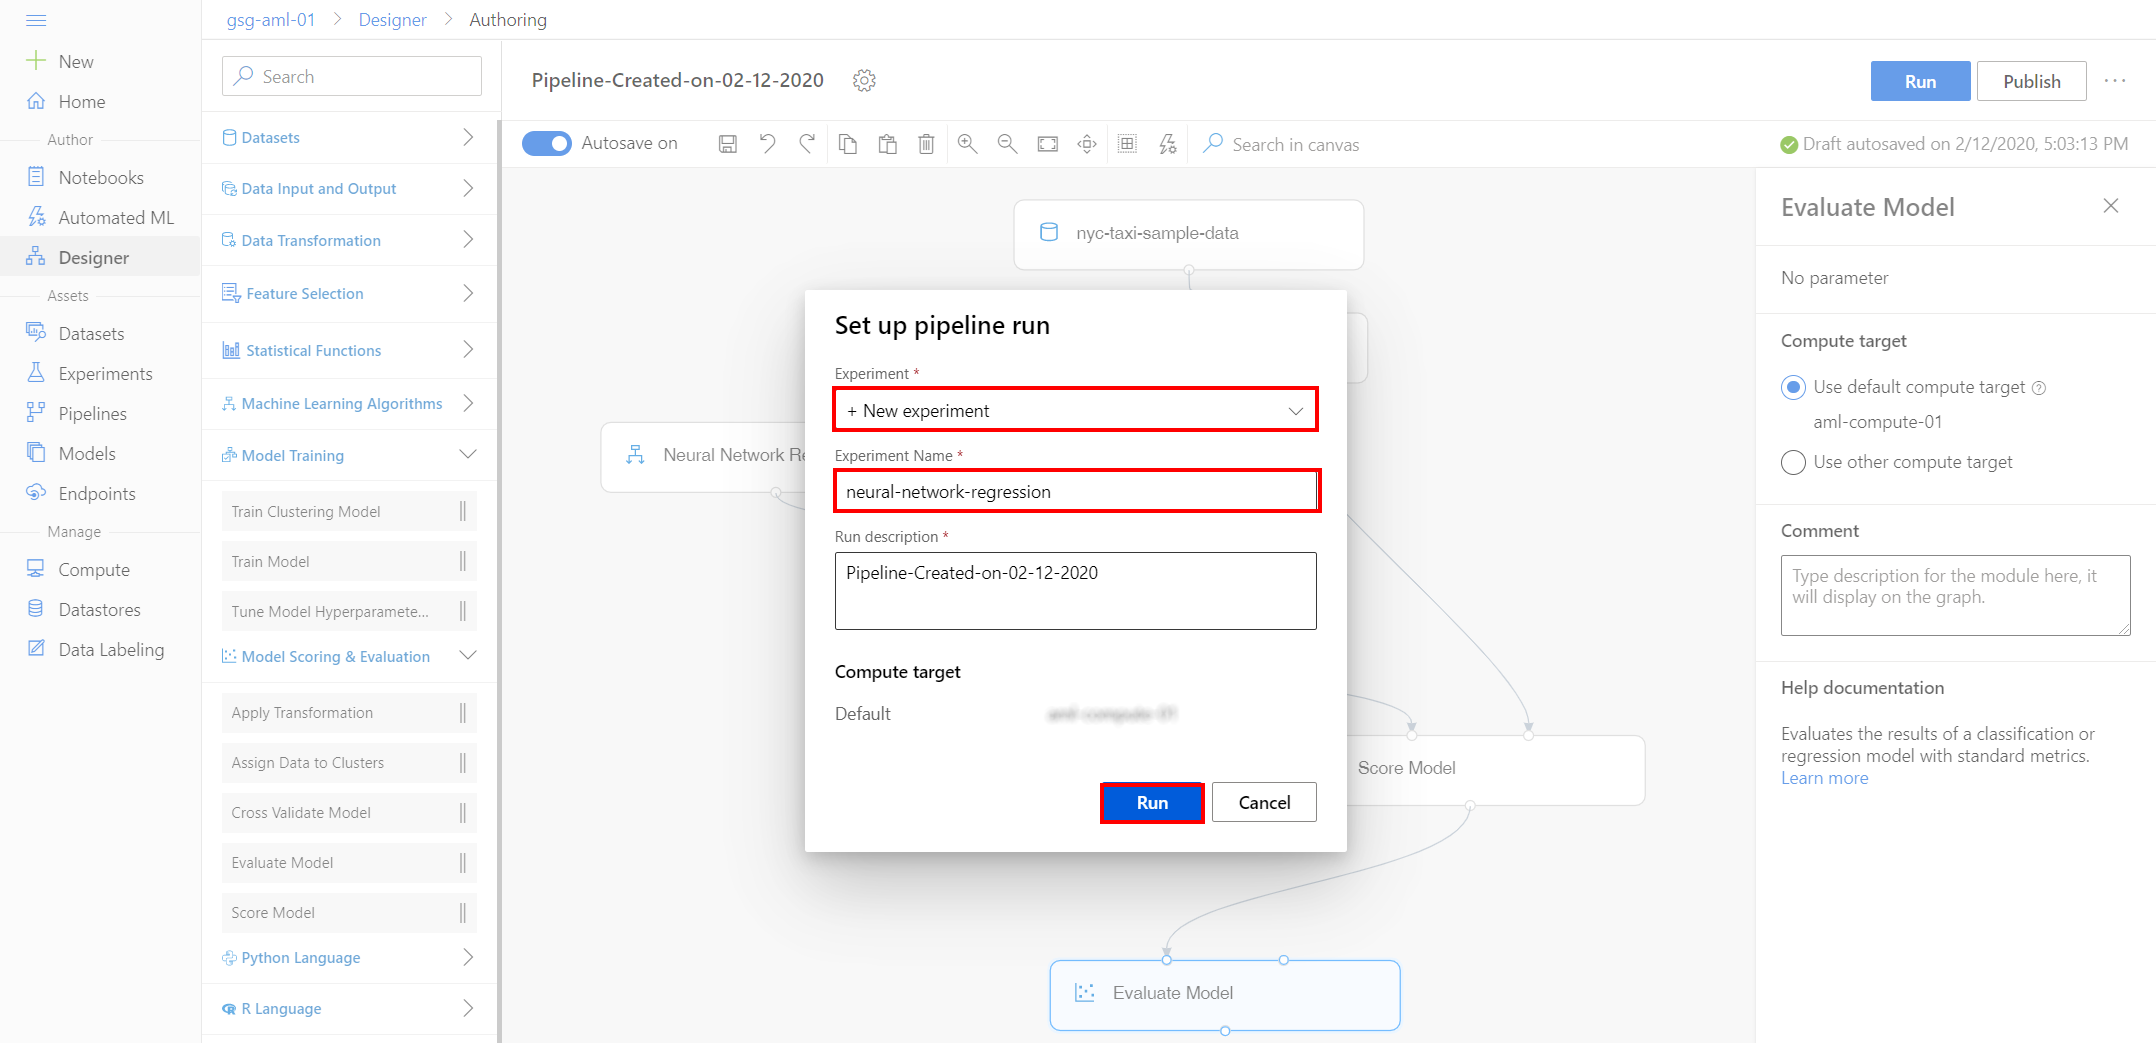 gsg-aml-01 > Designer > Authoring
New
Home
Author
Notebooks
Automated ML
Designer
Assets
Datasets
Experiments
Pipelines
Models
Endpoints
Manage
Compute
Datastores
Data Labeling
Search
Datasets
Data Input and Output
Data Transformation
Feature Selection
Statistical Functions
Machine Learning Algorithms
Model Training
Train Clustering Model
Train Model
Tune Model Hyperparamete...
Model Scoring & Evaluation
Apply Transformation
Assign Data to Clusters
Cross Validate Model
Evaluate Model
Score Model
Python Language
R Language
Pipeline-Created-on-02-12-2020
Run
Publish
Autosave on
Search in canvas
Draft autosaved on 2/12/2020, 5:03:13 PM
nyc-taxi-sample-data
Neural Network Re
Score Model
Evaluate Model
Set up pipeline run
Experiment *
+ New experiment
Experiment Name *
neural-network-regression
Run description *
Pipeline-Created-on-02-12-2020
Compute target
Default aml-compute-01
Run
Cancel
Evaluate Model
No parameter
Compute target
Use default compute target
aml-compute-01
Use other compute target
Comment
Type description for the module here, it
will display on the graph.
Help documentation
Evaluates the results of a classification or
regression model with standard metrics.
Learn more